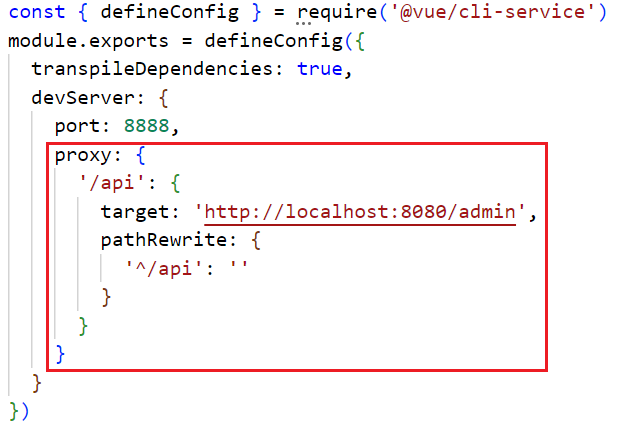 const { defineConfig } = require('@vue/cli-service')
module.exports = defineConfig({
  transpileDependencies: true,
  devServer: {
    port: 8888,
    proxy: {
      '/api': {
        target: 'http://localhost:8080/admin',
        pathRewrite: {
          '^/api': ''
        }
      }
    }
  }
})